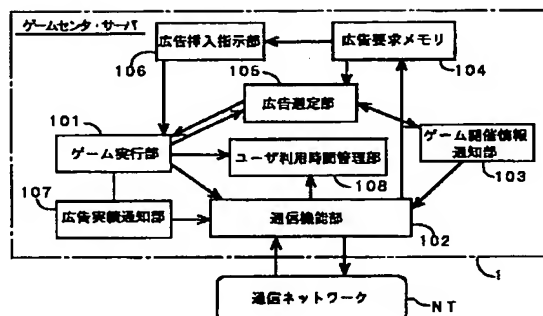 ゲームセンタ・サーバ
広告挿入指示部
106
広告要求メモリ
104
105
広告選定部
101
ゲーム実行部
ユーザ利用時間管理部
108
ゲーム開催情報
通知部
103
107
広告実績通知部
通信機能部
102
1
通信ネットワーク
NT